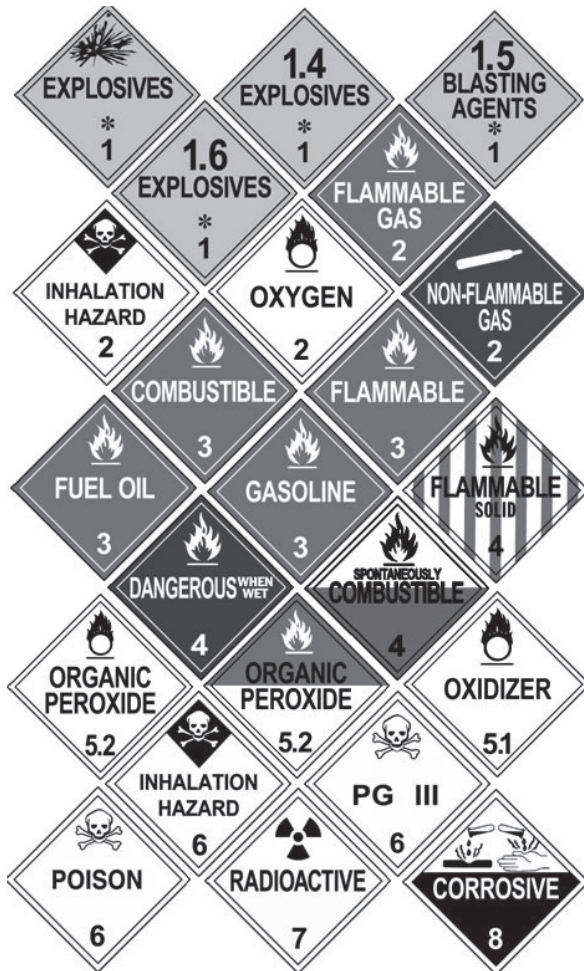 EXPLOSIVES
*
1
1.4
EXPLOSIVES
*
1
1.5
BLASTING
AGENTS
*
1
1.6
EXPLOSIVES
*
1
FLAMMABLE
GAS
2
INHALATION
HAZARD
2
OXYGEN
2
NON-FLAMMABLE
GAS
2
COMBUSTIBLE
3
FLAMMABLE
3
FUEL OIL
3
GASOLINE
3
FLAMMABLE
SOLID
4
DANGEROUS WHEN
WET
4
SPONTANEOUSLY
COMBUSTIBLE
4
ORGANIC
PEROXIDE
5.2
ORGANIC
PEROXIDE
5.2
OXIDIZER
5.1
INHALATION
HAZARD
6
PG III
6
POISON
6
RADIOACTIVE
7
CORROSIVE
8